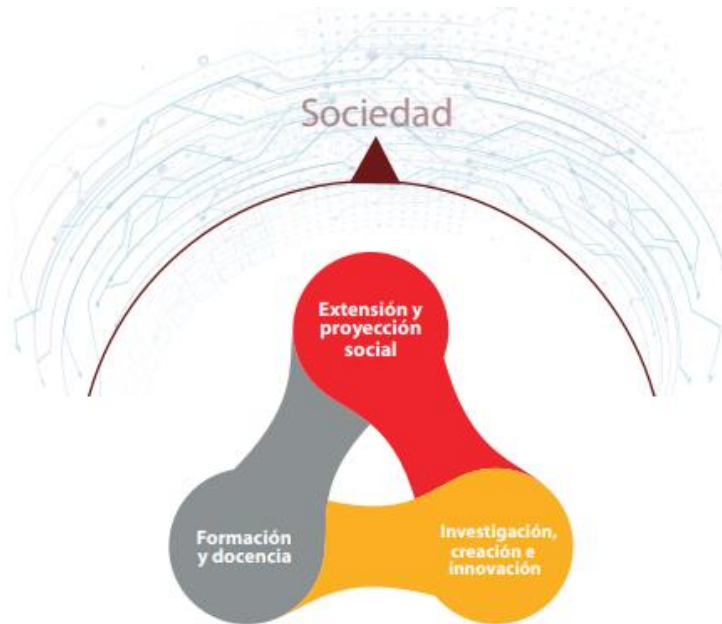 Sociedad
Extensión y
proyección
social
Formación
y docencia
Investigación,
creación e
innovación